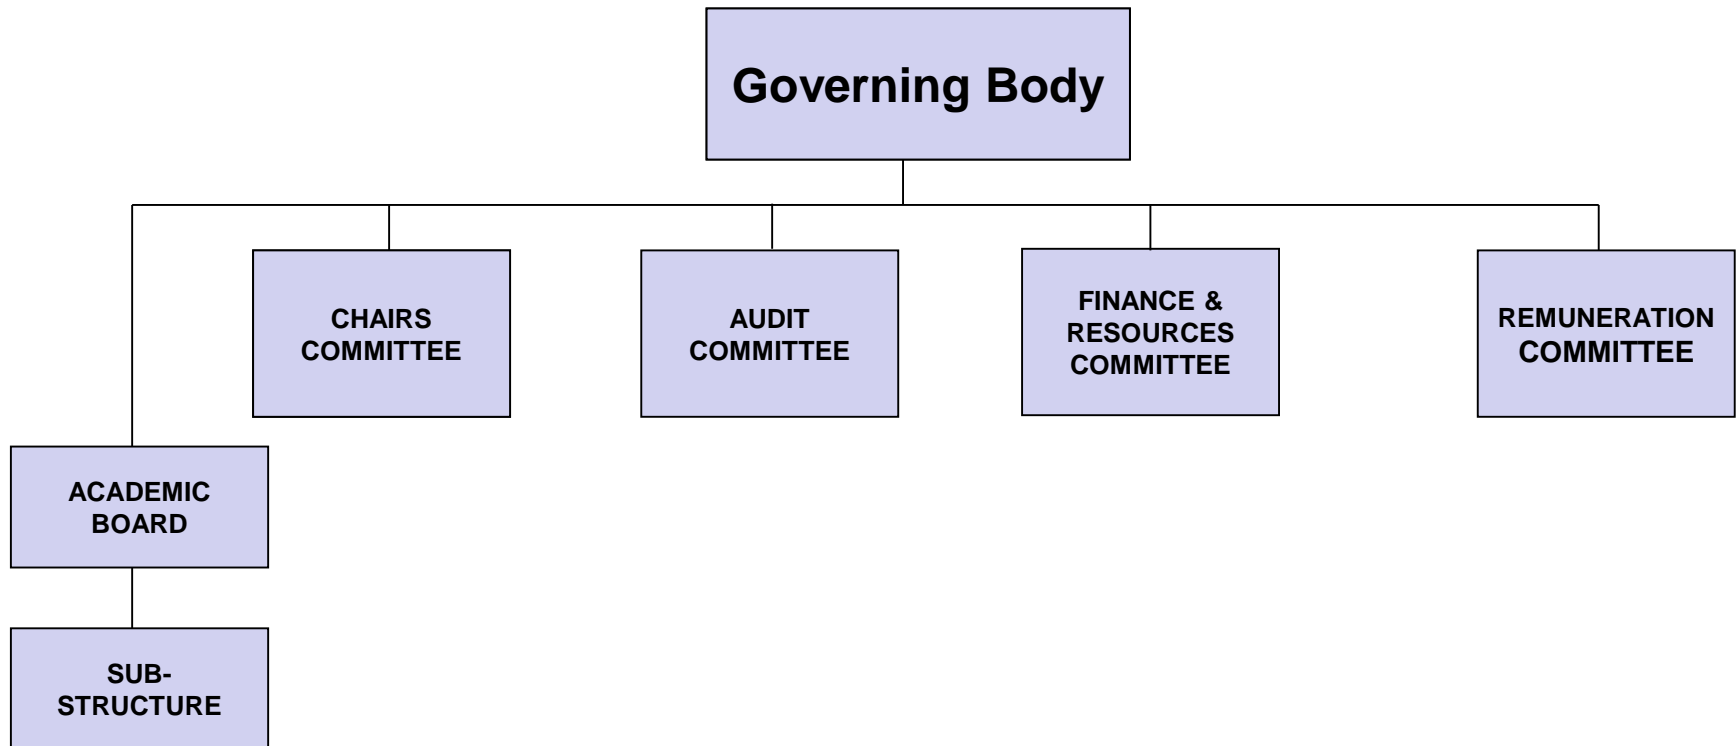 Governing Body
CHAIRS
COMMITTEE
AUDIT
COMMITTEE
FINANCE &
RESOURCES
COMMITTEE
REMUNERATION
COMMITTEE
ACADEMIC
BOARD
SUB-
STRUCTURE